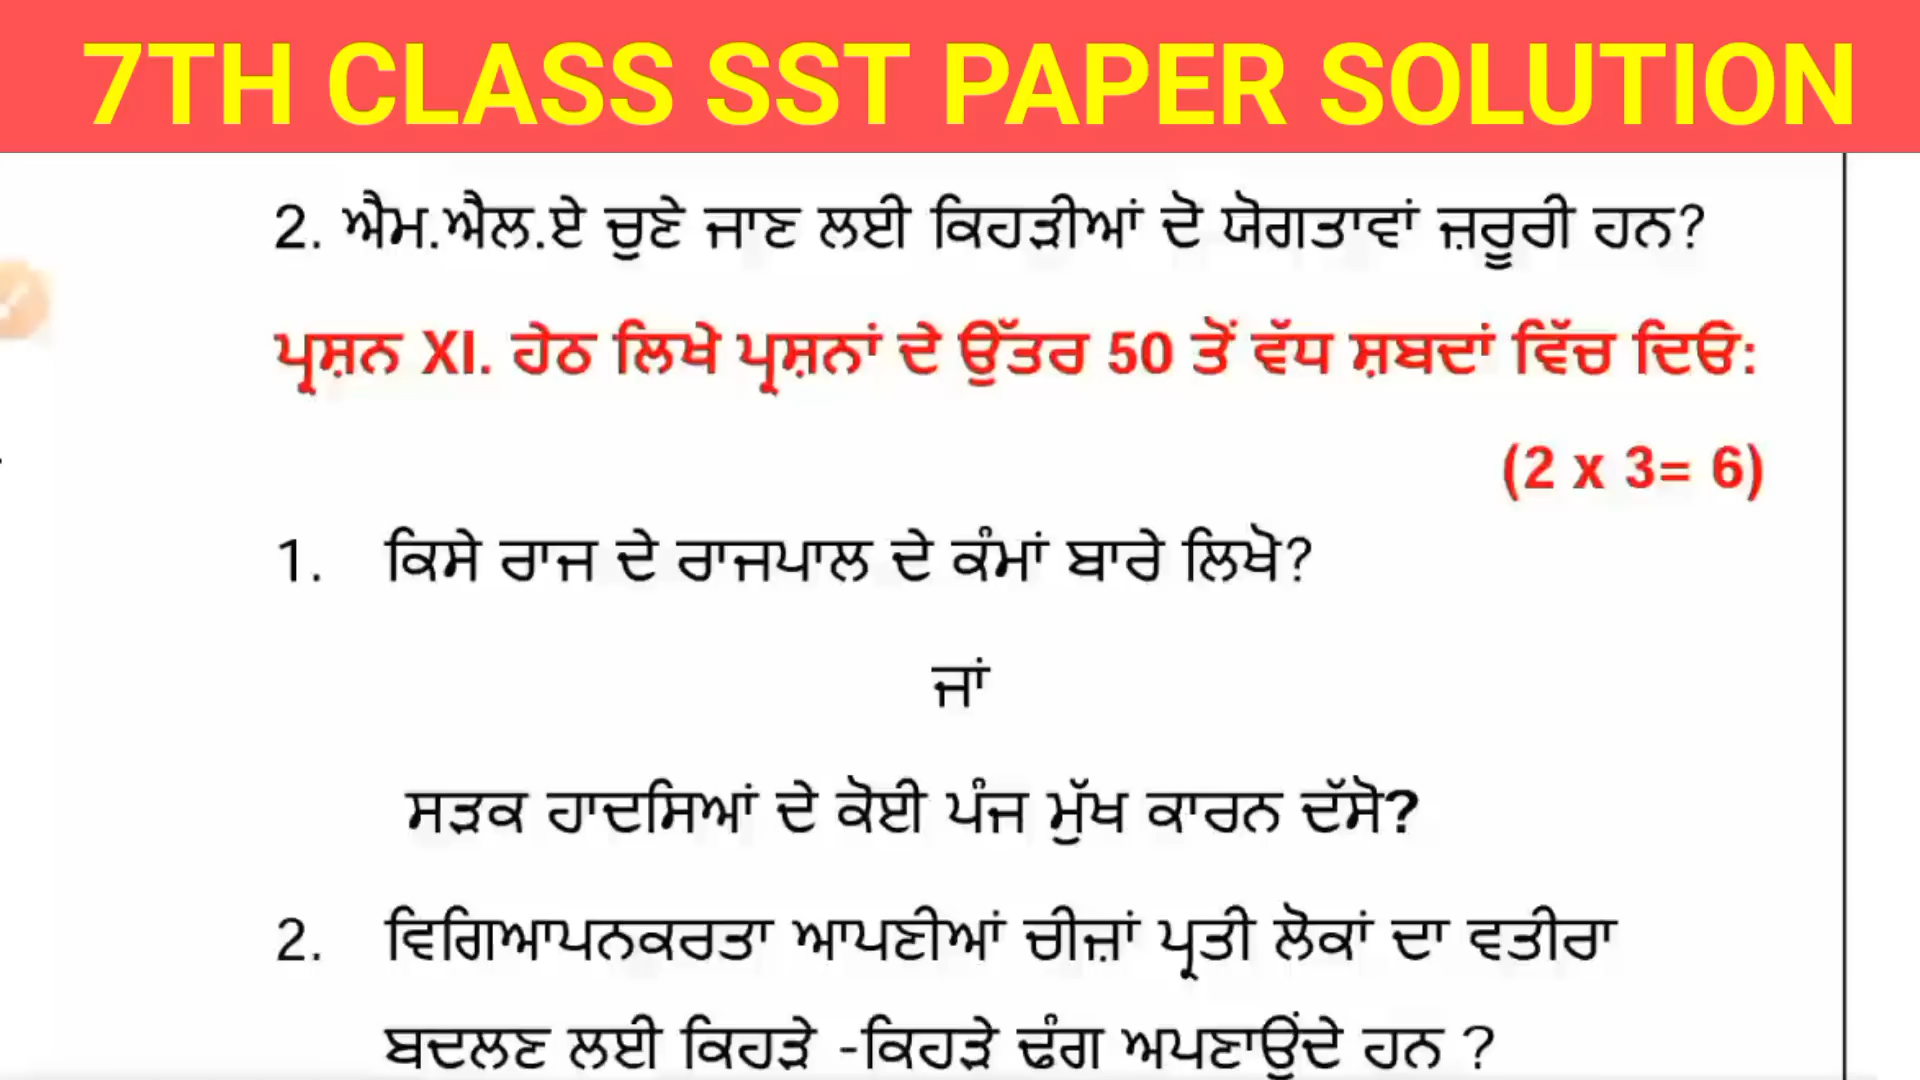 7TH CLASS SST PAPER SOLUTION
2. ਐਮ.ਐਲ.ਏ ਚੁਣੇ ਜਾਣ ਲਈ ਕਿਹੜੀਆਂ ਦੋ ਯੋਗਤਾਵਾਂ ਜ਼ਰੂਰੀ ਹਨ?
ਪ੍ਰਸ਼ਨ XI. ਹੇਠ ਲਿਖੇ ਪ੍ਰਸ਼ਨਾਂ ਦੇ ਉੱਤਰ 50 ਤੋਂ ਵੱਧ ਸ਼ਬਦਾਂ ਵਿੱਚ ਦਿਓ:
(2 x 3= 6)
1. ਕਿਸੇ ਰਾਜ ਦੇ ਰਾਜਪਾਲ ਦੇ ਕੰਮਾਂ ਬਾਰੇ ਲਿਖੋ?
ਜਾਂ
ਸੜਕ ਹਾਦਸਿਆਂ ਦੇ ਕੋਈ ਪੰਜ ਮੁੱਖ ਕਾਰਨ ਦੱਸੋ?
2. ਵਿਗਿਆਪਨਕਰਤਾ ਆਪਣੀਆਂ ਚੀਜ਼ਾਂ ਪ੍ਰਤੀ ਲੋਕਾਂ ਦਾ ਵਤੀਰਾ
ਬਦਲਣ ਲਈ ਕਿਹੜੇ -ਕਿਹੜੇ ਢੰਗ ਅਪਣਾਉਂਦੇ ਹਨ ?